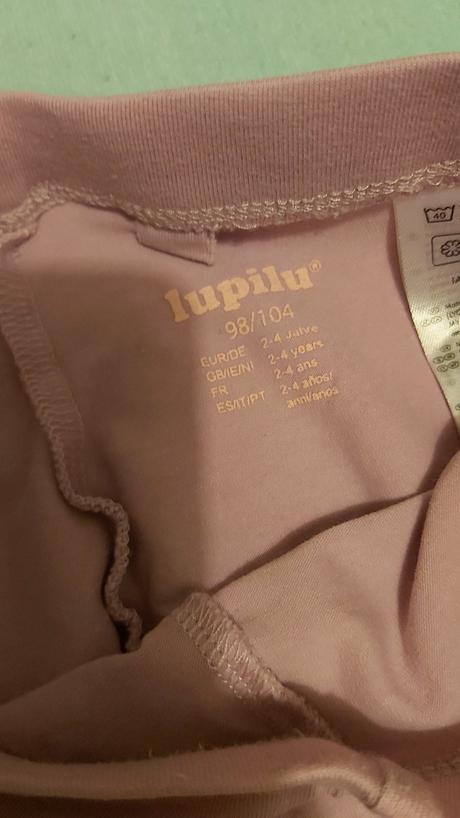 lupilu®
98/104
EUR/DE 2-4 Jahre
GB/IE/NI 2-4 years
FR 2-4 ans
ES/IT/PT 2-4 años/
anni/anos
40